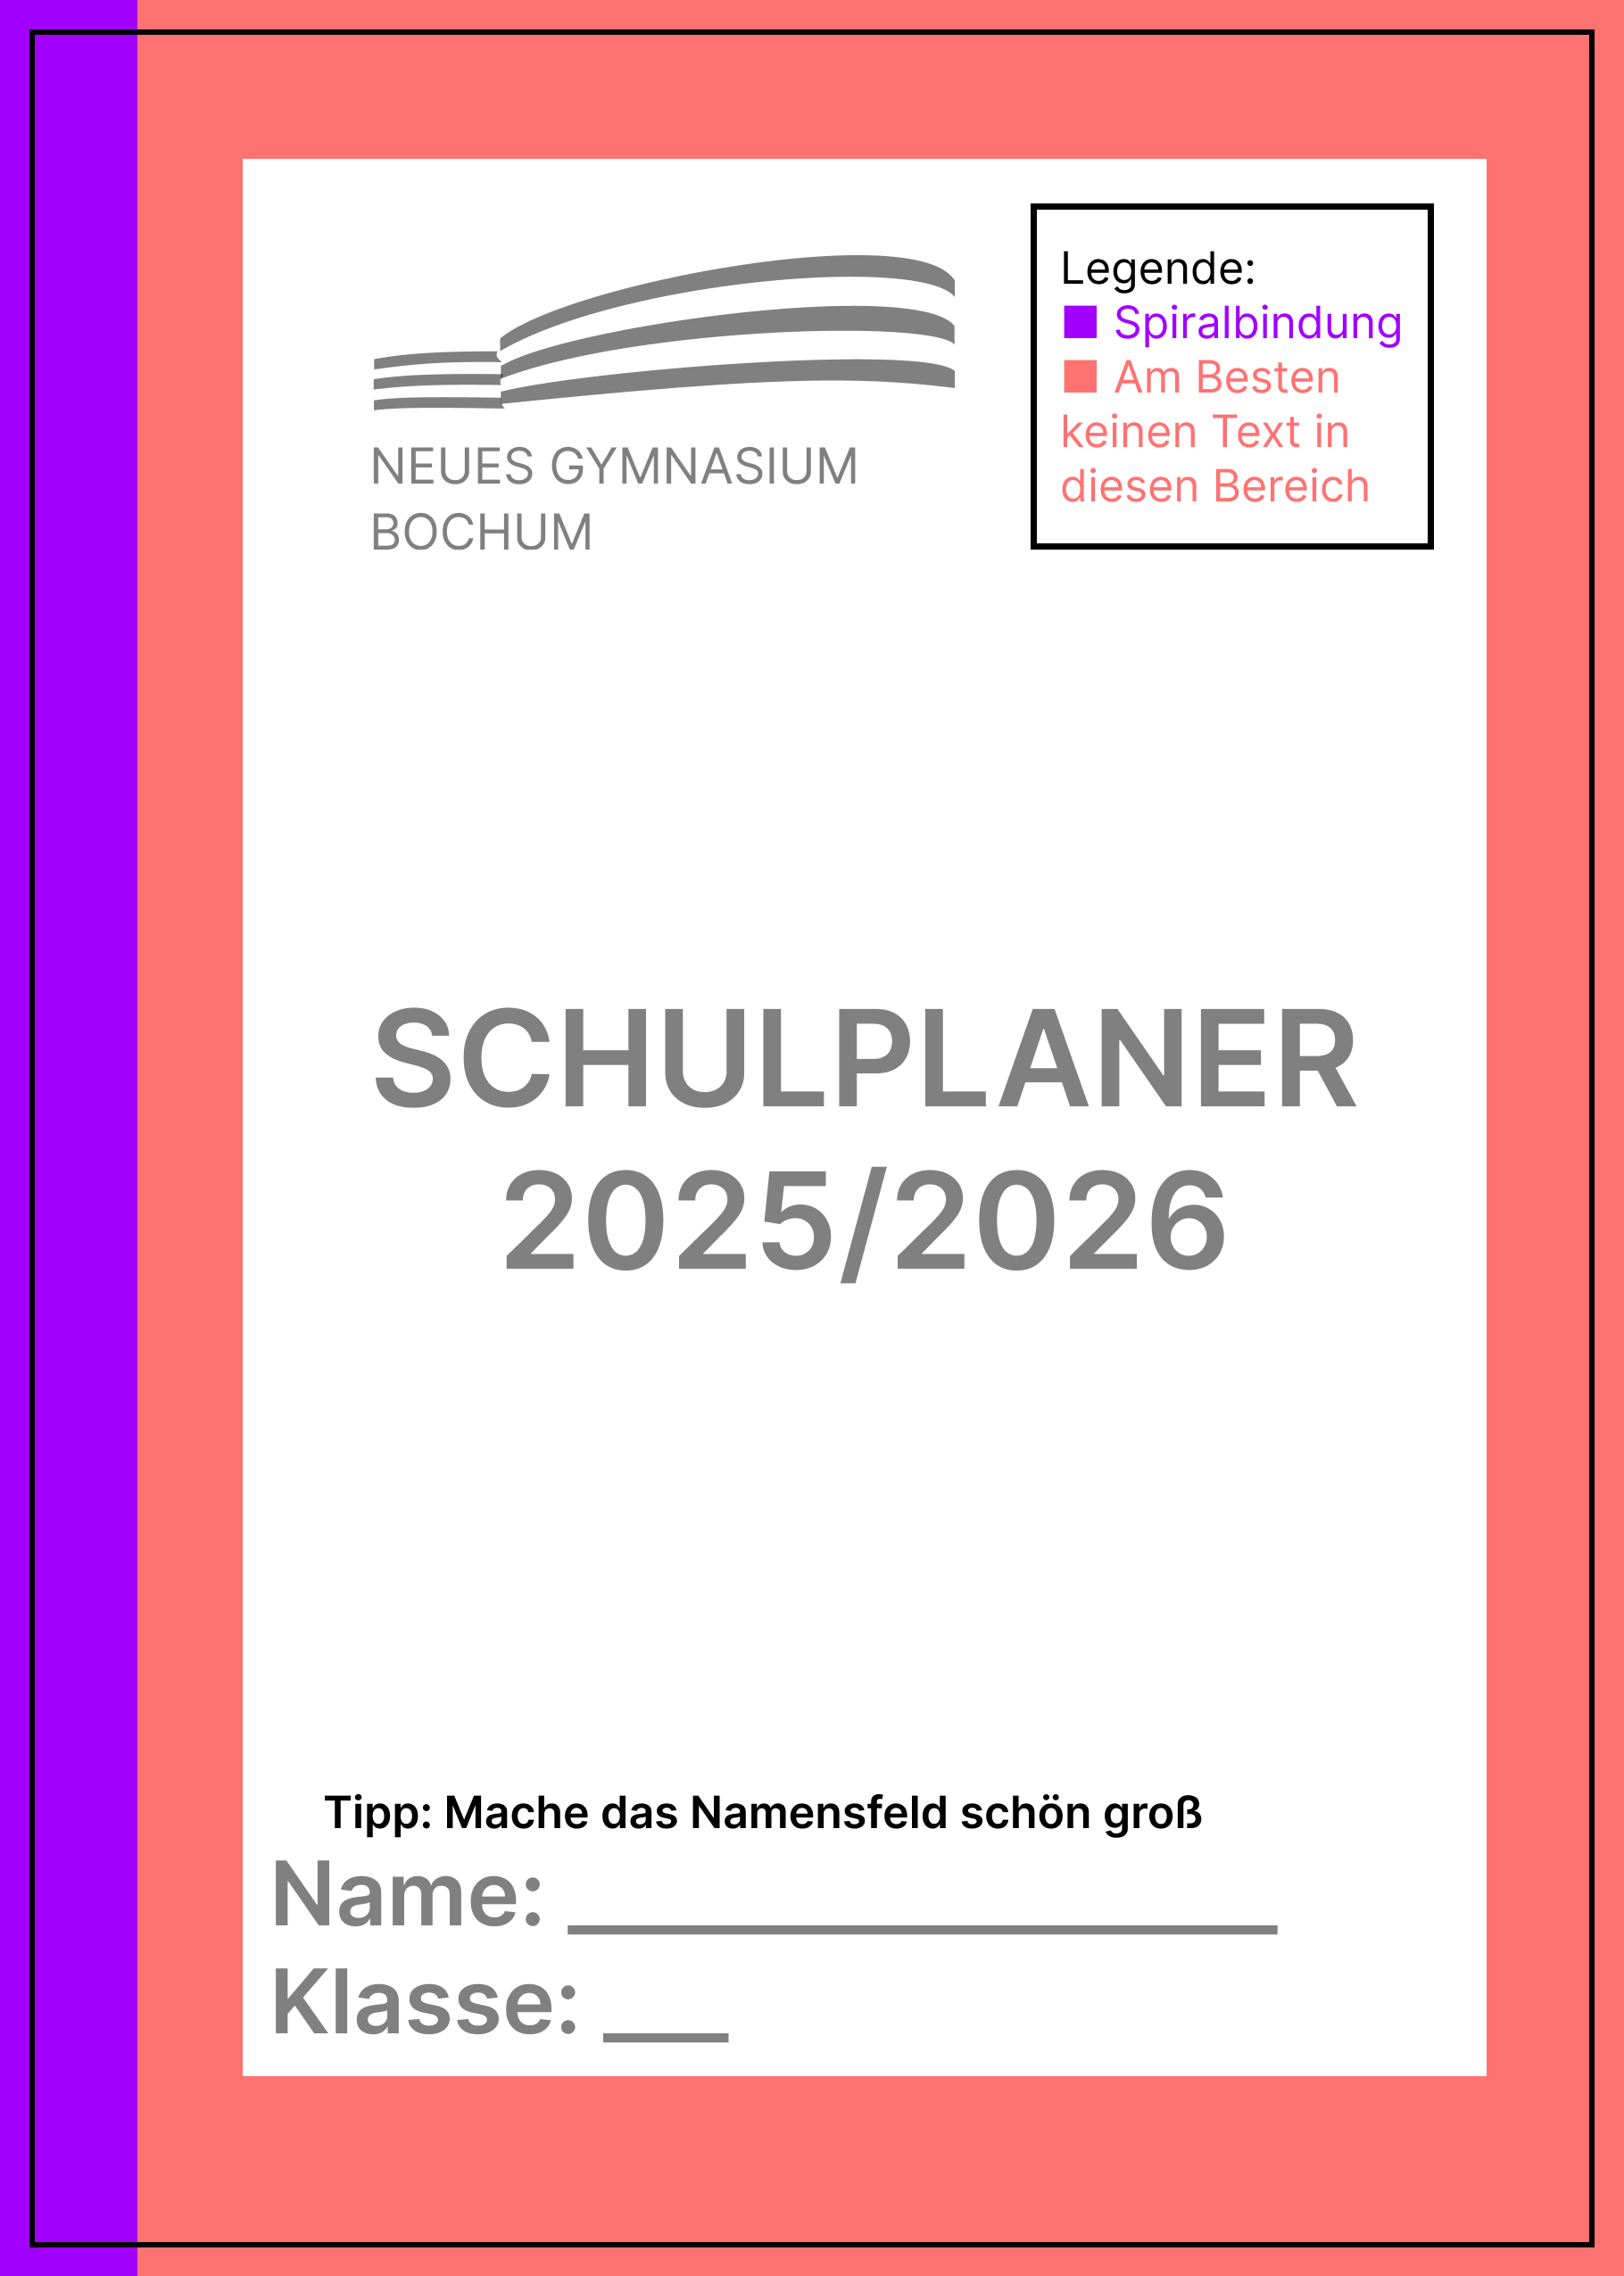 NEUES GYMNASIUM
BOCHUM
Legende:
Spiralbindung
Am Besten
keinen Text in
diesen Bereich
SCHULPLANER
2025/2026
Tipp: Mache das Namensfeld schön groß
Name: ________________
Klasse: ___